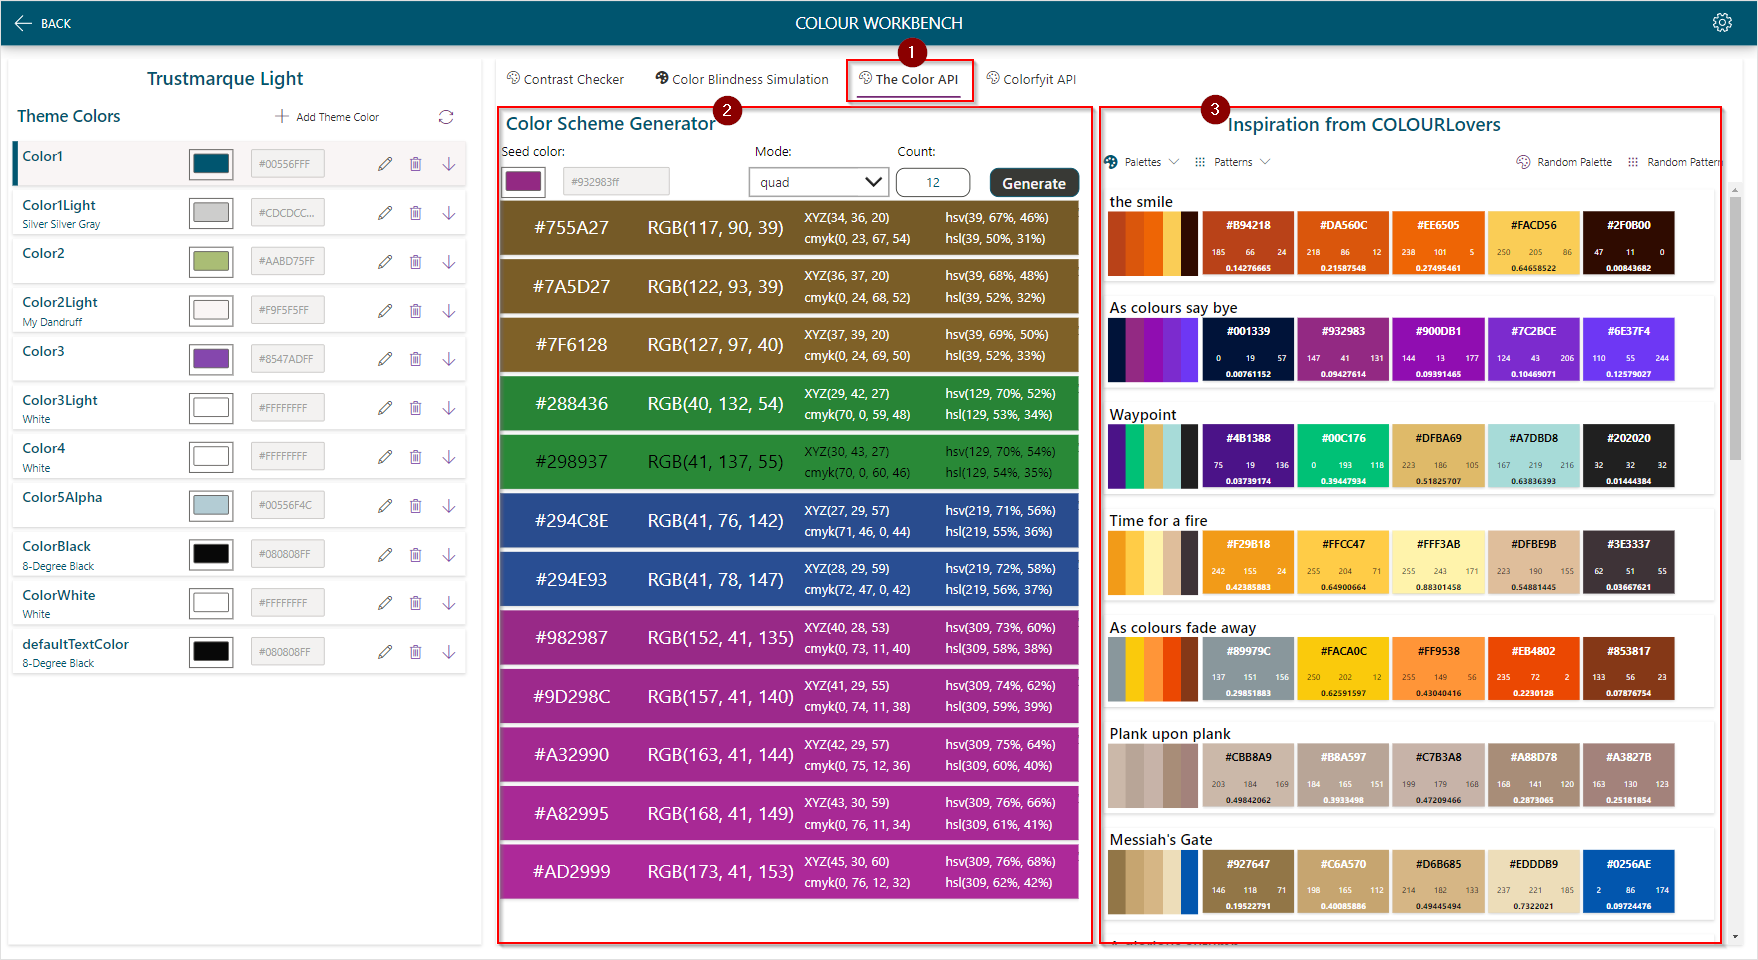 BACK
COLOUR WORKBENCH
1
Trustmarque Light
Theme Colors
Add Theme Color
Color1
#00556FFF
Color1Light
Silver Silver Gray
#CDCDCC...
Color2
#AABD75FF
Color2Light
My Dandruff
#F9F5F5FF
Color3
#8547ADFF
Color3Light
White
#FFFFFFFF
Color4
White
#FFFFFFFF
Color5Alpha
#00556F4C
ColorBlack
8-Degree Black
#080808FF
ColorWhite
White
#FFFFFFFF
defaultTextColor
8-Degree Black
#080808FF
Contrast Checker
Color Blindness Simulation
The Color API
Colorfyit API
2
Color Scheme Generator
Seed color:
Mode:
Count:
#932983ff
quad
12
Generate
#755A27 RGB(117, 90, 39) XYZ(34, 36, 20) hsv(39, 67%, 46%)
cmyk(0, 23, 67, 54) hsl(39, 50%, 31%)
#7A5D27 RGB(122, 93, 39) XYZ(36, 37, 20) hsv(39, 68%, 48%)
cmyk(0, 24, 68, 52) hsl(39, 52%, 32%)
#7F6128 RGB(127, 97, 40) XYZ(37, 39, 20) hsv(39, 69%, 50%)
cmyk(0, 24, 69, 50) hsl(39, 52%, 33%)
#288436 RGB(40, 132, 54) XYZ(29, 42, 27) hsv(129, 70%, 52%)
cmyk(70, 0, 59, 48) hsl(129, 53%, 34%)
#298937 RGB(41, 137, 55) XYZ(30, 43, 27) hsv(129, 70%, 54%)
cmyk(70, 0, 60, 46) hsl(129, 54%, 35%)
#294C8E RGB(41, 76, 142) XYZ(27, 29, 57) hsv(219, 71%, 56%)
cmyk(71, 46, 0, 44) hsl(219, 55%, 36%)
#294E93 RGB(41, 78, 147) XYZ(28, 29, 59) hsv(219, 72%, 58%)
cmyk(72, 47, 0, 42) hsl(219, 56%, 37%)
#982987 RGB(152, 41, 135) XYZ(40, 28, 53) hsv(309, 73%, 60%)
cmyk(0, 73, 11, 40) hsl(309, 58%, 38%)
#9D298C RGB(157, 41, 140) XYZ(41, 29, 55) hsv(309, 74%, 62%)
cmyk(0, 74, 11, 38) hsl(309, 59%, 39%)
#A32990 RGB(163, 41, 144) XYZ(42, 29, 57) hsv(309, 75%, 64%)
cmyk(0, 75, 12, 36) hsl(309, 60%, 40%)
#A82995 RGB(168, 41, 149) XYZ(43, 30, 59) hsv(309, 76%, 66%)
cmyk(0, 76, 11, 34) hsl(309, 61%, 41%)
#AD2999 RGB(173, 41, 153) XYZ(45, 30, 60) hsv(309, 76%, 68%)
cmyk(0, 76, 12, 32) hsl(309, 62%, 42%)
3
Inspiration from COLOURLovers
Palettes
Patterns
Random Palette
Random Pattern
the smile
#B94218 #DA560C #EE6505 #FACD56 #2F0B00
185 66 24 218 86 12 238 101 5 250 205 86 47 11 0
0.14276665 0.21587548 0.27495461 0.64658522 0.00843682
As colours say bye
#001339 #932983 #900DB1 #7C2BCE #6E37F4
0 19 57 147 41 131 144 13 177 124 43 206 110 55 244
0.00761152 0.09427614 0.09391465 0.10469071 0.12579027
Waypoint
#4B1388 #00C176 #DFBA69 #A7DBD8 #202020
75 19 136 0 193 118 223 186 105 167 219 216 32 32 32
0.03739174 0.39447934 0.51825707 0.63836393 0.01444384
Time for a fire
#F29B18 #FFCC47 #FFF3AB #DFBE9B #3E3337
242 155 24 255 204 71 255 243 171 223 190 155 62 51 55
0.42385883 0.64900664 0.88301458 0.54881445 0.03667621
As colours fade away
#89979C #FACA0C #FF9538 #EB4802 #853817
137 151 156 250 202 12 255 149 56 235 72 2 133 56 23
0.29851883 0.62591597 0.43040416 0.2230128 0.07876754
Plank upon plank
#CBB8A9 #B8A597 #C7B3A8 #A88D78 #A3827B
203 184 169 184 165 151 199 179 168 168 141 120 163 130 123
0.49842062 0.3933498 0.47209466 0.2873065 0.25181854
Messiah's Gate
#927647 #C6A570 #D6B685 #EDDDB9 #0256AE
146 118 71 198 165 112 214 182 133 237 221 185 2 86 174
0.19522791 0.40085886 0.49445494 0.7322021 0.09724476